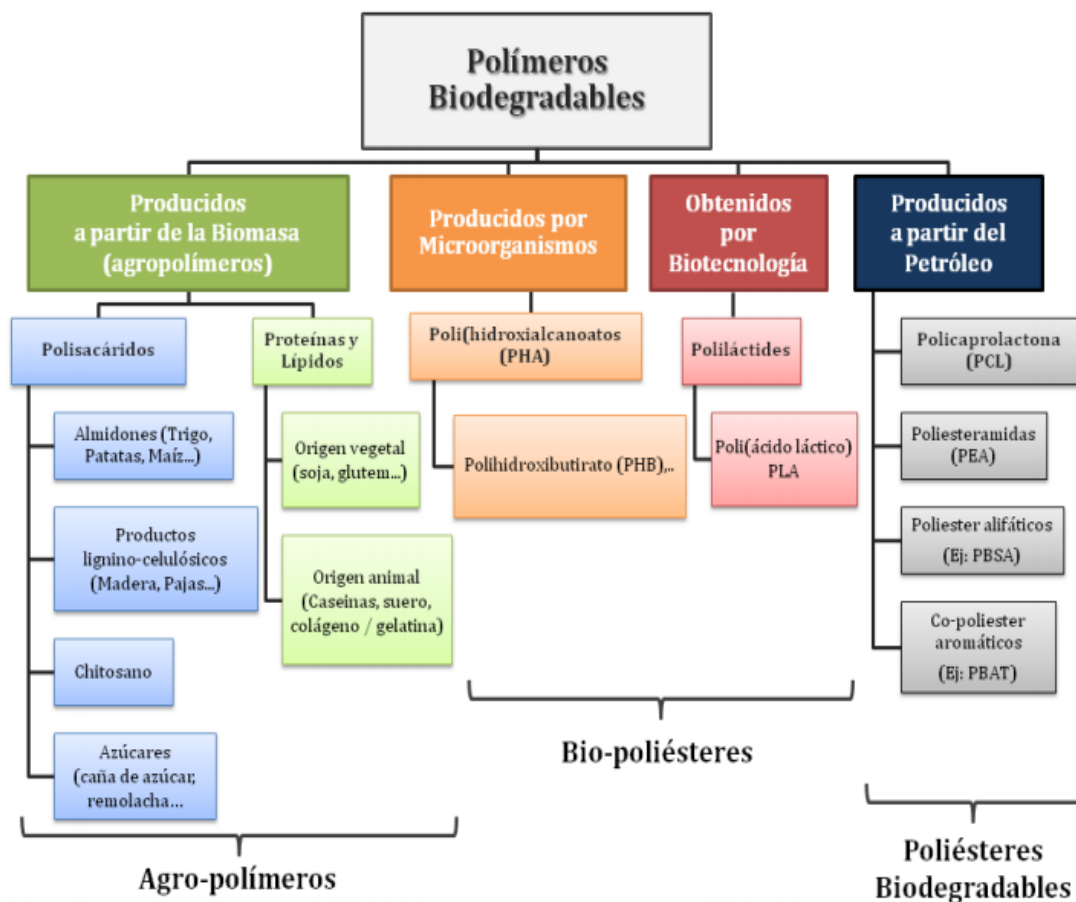 Polímeros
Biodegradables
Producidos
a partir de la Biomasa
(agropolímeros)
Producidos por
Microorganismos
Obtenidos
por
Biotecnología
Producidos
a partir del
Petróleo
Polisacáridos
Proteínas y
Lípidos
Poli(hidroxialcanoatos
(PHA)
Poliláctides
Policaprolactona
(PCL)
Almidones (Trigo,
Patatas, Maíz...)
Origen vegetal
(soja, glutem...)
Polihidroxibutirato (PHB),..
Poli(ácido láctico)
PLA
Poliesteramidas
(PEA)
Productos
lignino-celulósicos
(Madera, Pajas...)
Origen animal
(Caseinas, suero,
colágeno / gelatina)
Poliester alifáticos
(Ej: PBSA)
Chitosano
Co-poliester
aromáticos
(Ej: PBAT)
Azúcares
(caña de azúcar,
remolacha...
Bio-poliésteres
Agro-polímeros
Poliésteres
Biodegradables